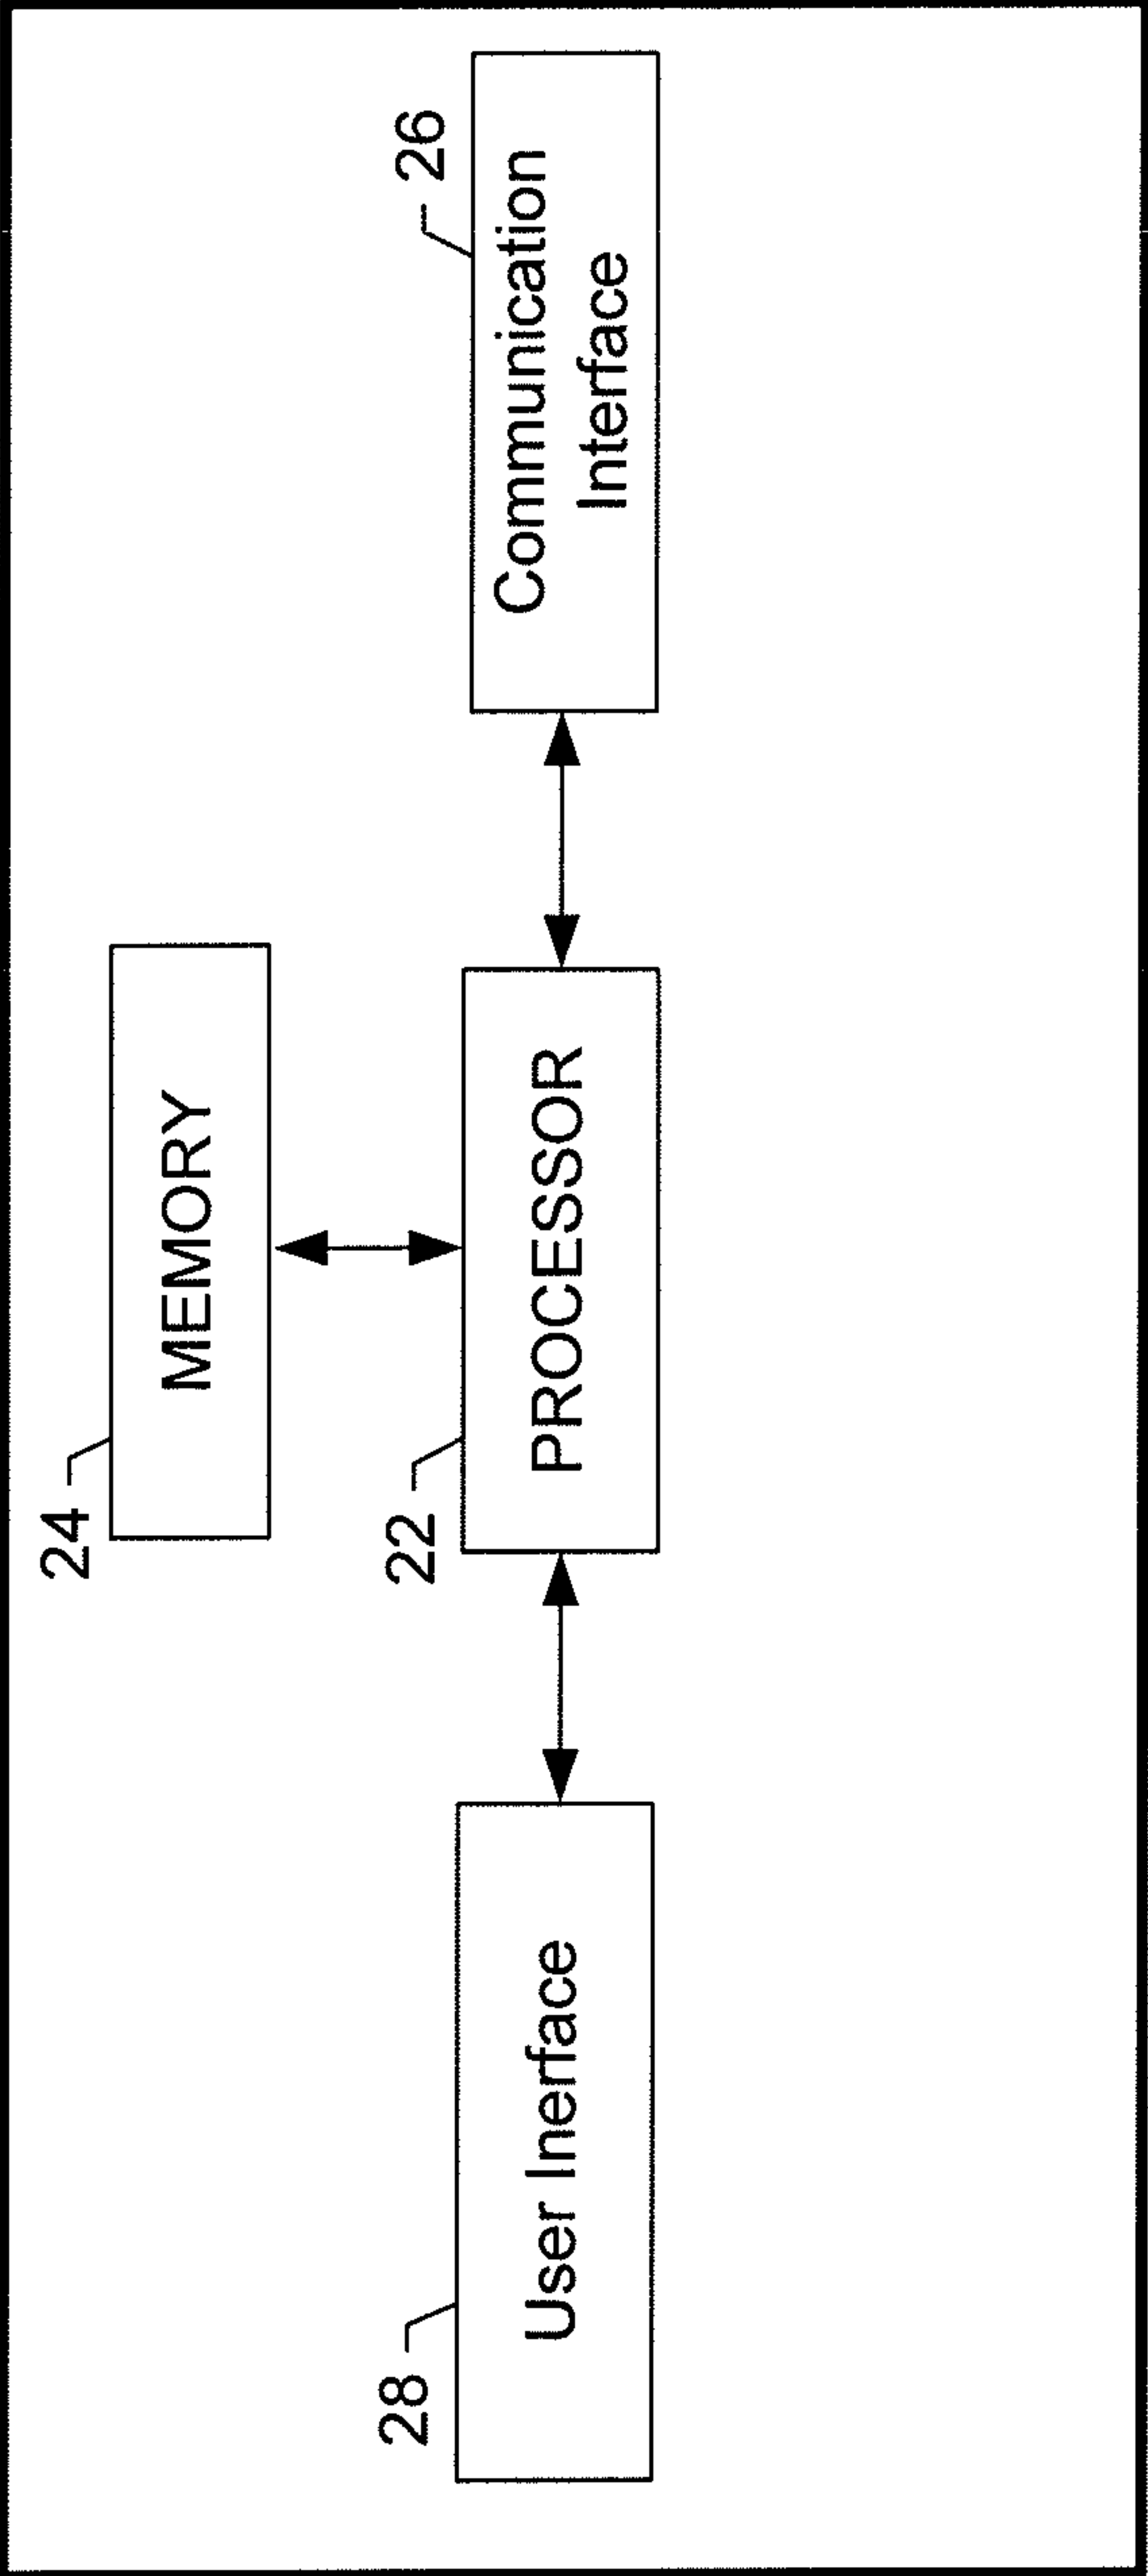 24
MEMORY
26
22
28
User Inerface
PROCESSOR
Communication
Interface